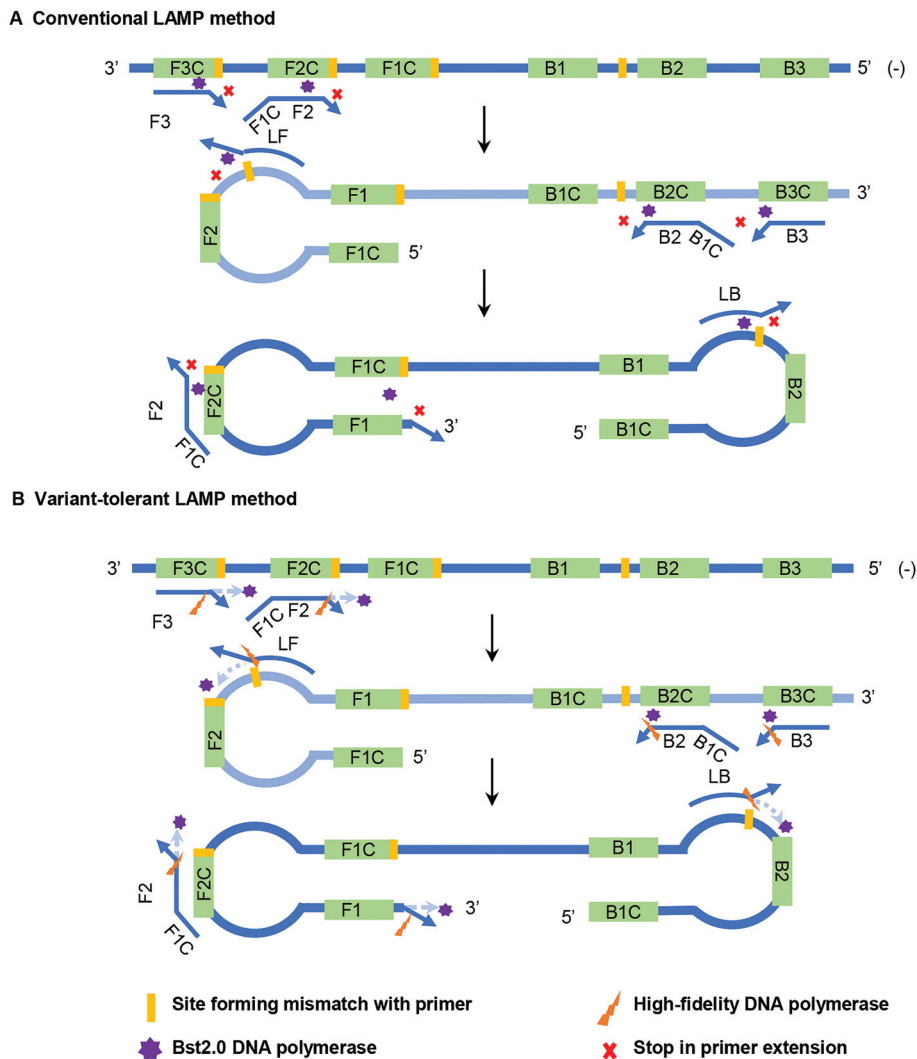 A Conventional LAMP method
3’ F3C F2C F1C B1 B2 B3 5’ (-)
F3 F1C F2
LF
F2 F1 B1C B2C B3C 3’
B2 B1C B3
F1C 5’
LB
F1C B1
F2 F2C B2
F1C F1 3’ 5’ B1C
B Variant-tolerant LAMP method
3’ F3C F2C F1C B1 B2 B3 5’ (-)
F3 F1C F2
LF
F2 F1 B1C B2C B3C 3’
B2 B1C B3
F1C 5’
LB
F1C B1
F2 F2C B2
F1C F1 3’ 5’ B1C
Site forming mismatch with primer
High-fidelity DNA polymerase
Bst2.0 DNA polymerase
Stop in primer extension